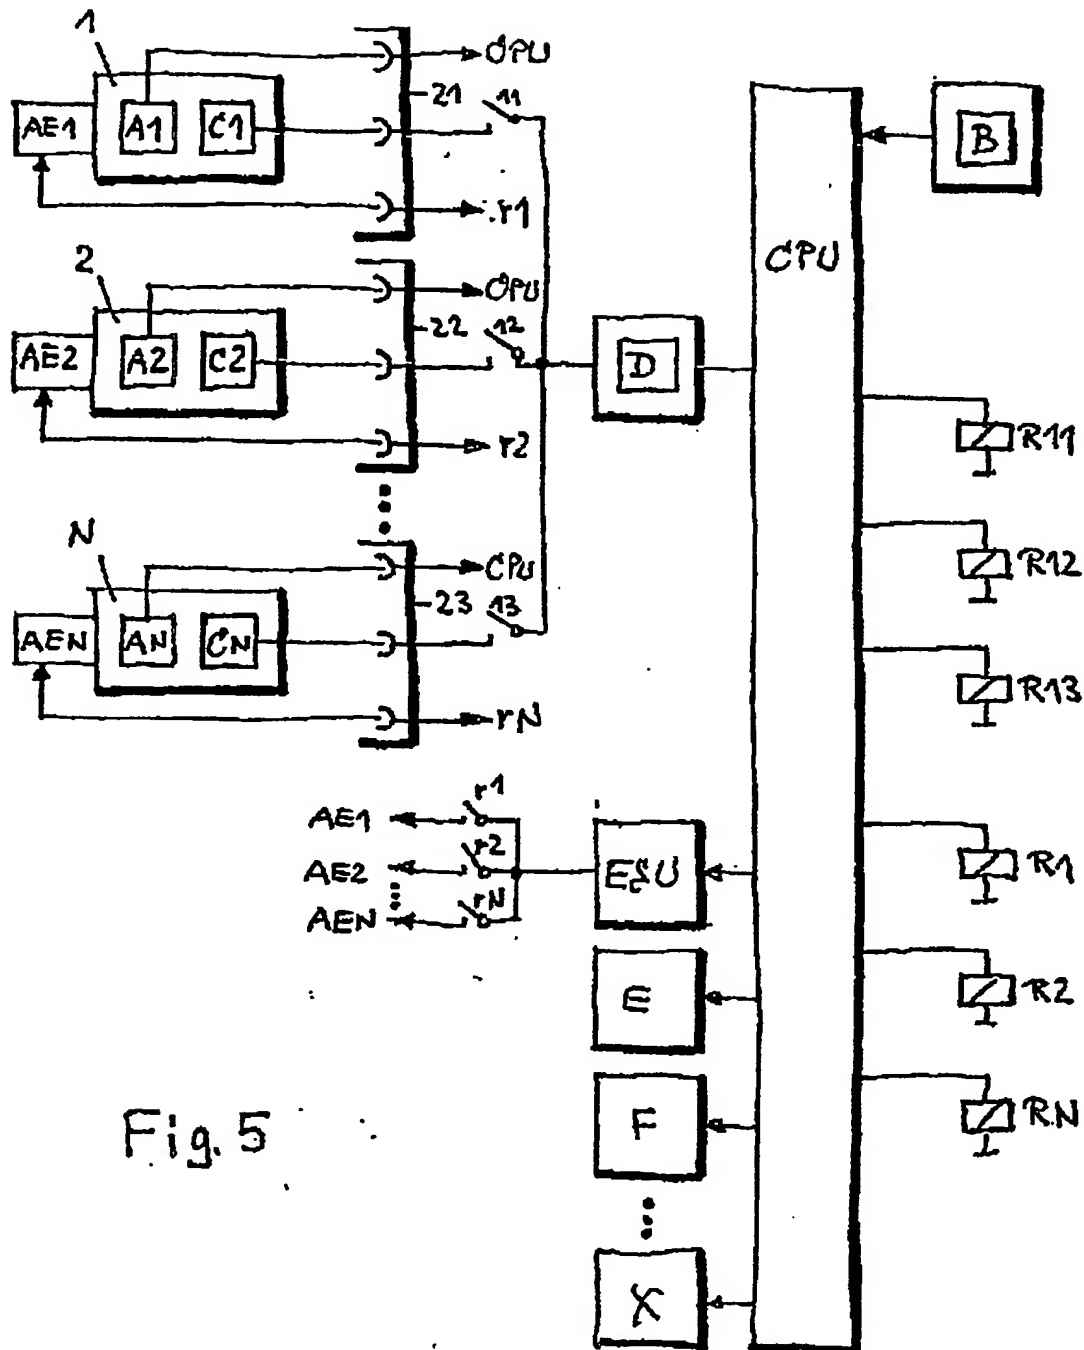 1
CPU
AE1
A1
C1
21
11
r1
B
CPU
2
CPU
AE2
A2
C2
22
12
D
r2
R11
R12
N
CPU
AEN
AN
CN
23
13
R13
rN
AE1
r1
AE2
r2
AEN
rN
ESU
R1
E
R2
F
RN
Fig. 5
X